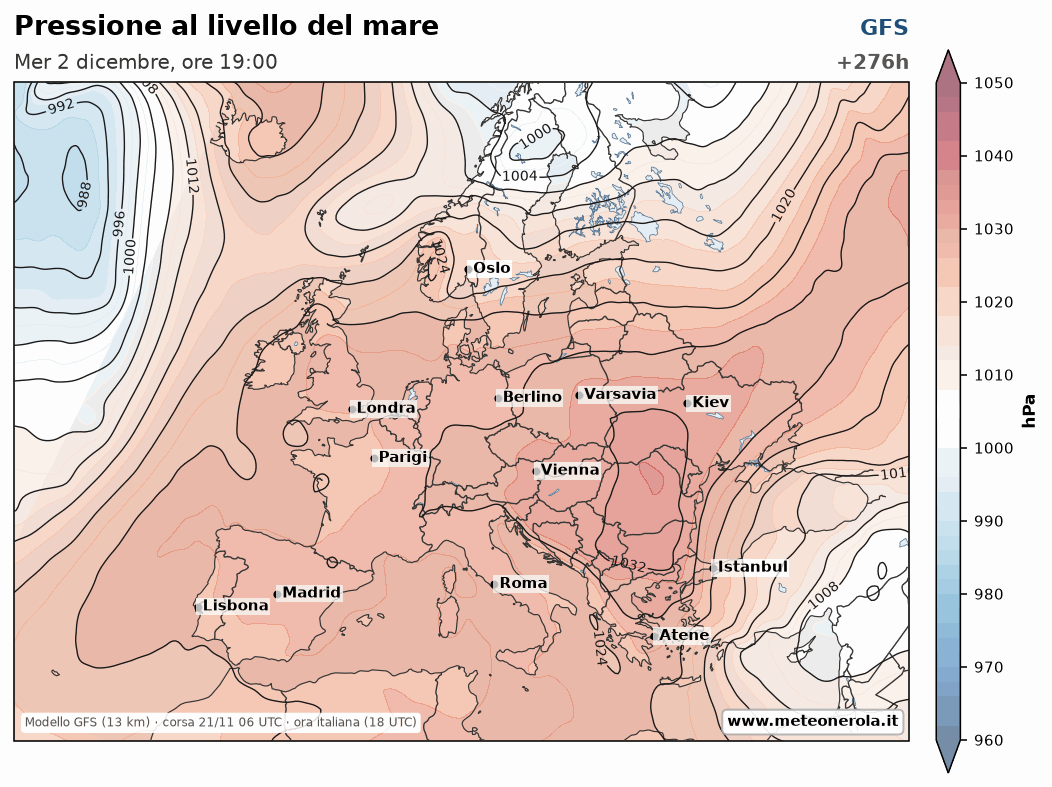 Pressione al livello del mare
GFS
Mer 2 dicembre, ore 19:00
+276h
992
1000
1004
1012
988
996
1000
1020
1024
Oslo
Londra
Berlino
Varsavia
Kiev
Parigi
Vienna
101
1032
Istanbul
Roma
Madrid
Lisbona
1008
Atene
1024
Modello GFS (13 km) · corsa 21/11 06 UTC · ora italiana (18 UTC)
www.meteonerola.it
1050
1040
1030
1020
1010
1000
990
980
970
960
hPa